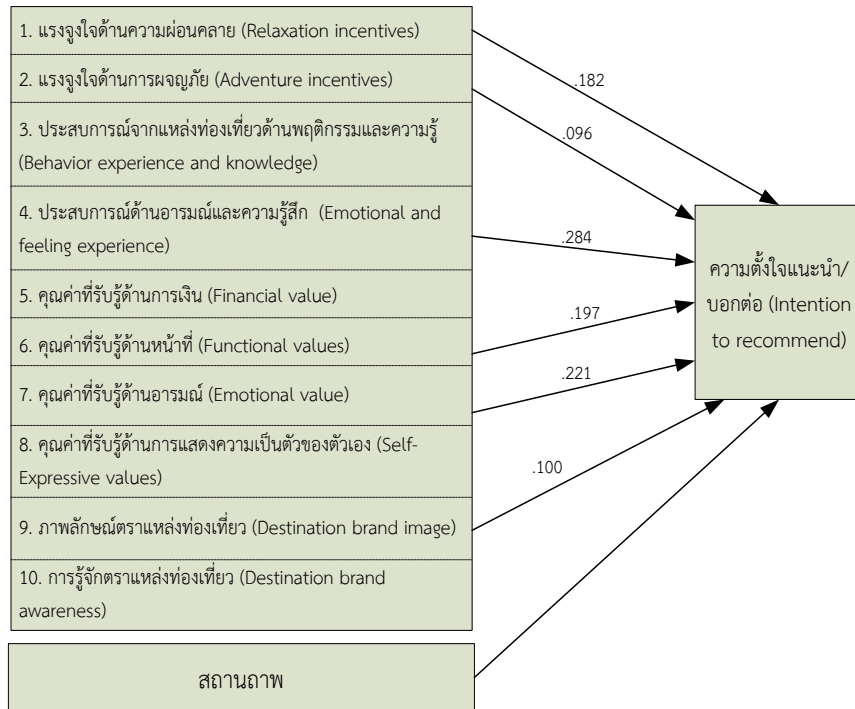 1. แรงจูงใจด้านความผ่อนคลาย (Relaxation incentives)
2. แรงจูงใจด้านการผจญภัย (Adventure incentives)
3. ประสบการณ์จากแหล่งท่องเที่ยวด้านพฤติกรรมและความรู้
(Behavior experience and knowledge)
4. ประสบการณ์ด้านอารมณ์และความรู้สึก (Emotional and
feeling experience)
5. คุณค่าที่รับรู้ด้านการเงิน (Financial value)
6. คุณค่าที่รับรู้ด้านหน้าที่ (Functional values)
7. คุณค่าที่รับรู้ด้านอารมณ์ (Emotional value)
8. คุณค่าที่รับรู้ด้านการแสดงความเป็นตัวของตัวเอง (Self-
Expressive values)
9. ภาพลักษณ์ตราแหล่งท่องเที่ยว (Destination brand image)
10. การรู้จักตราแหล่งท่องเที่ยว (Destination brand
awareness)
สถานถาพ
.182
.096
.284
.197
.221
.100
ความตั้งใจแนะนำ/
บอกต่อ (Intention
to recommend)